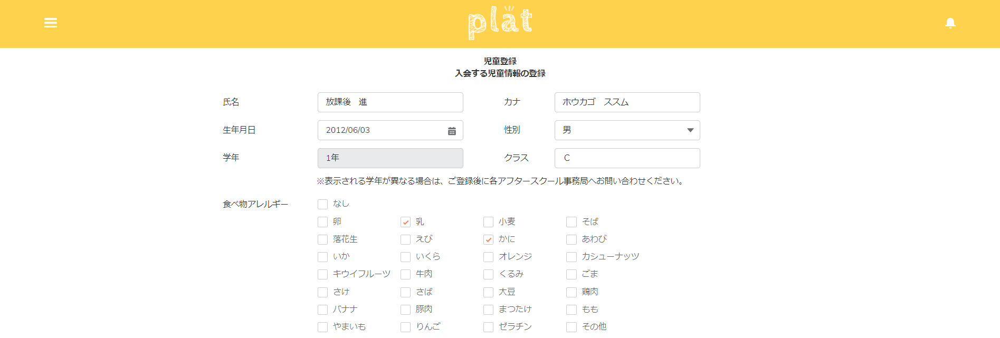 plat
児童登録
入会する児童情報の登録
氏名 放課後　進 カナ ホウカゴ　ススム
生年月日 2012/06/03 性別 男
学年 1年 クラス C
※表示される学年が異なる場合は、ご登録後に各アフタースクール事務局へお問い合わせください。
食べ物アレルギー なし
卵 乳 小麦 そば
落花生 えび かに あわび
いか いくら オレンジ カシューナッツ
キウイフルーツ 牛肉 くるみ ごま
さけ さば 大豆 鶏肉
バナナ 豚肉 まつたけ もも
やまいも りんご ゼラチン その他